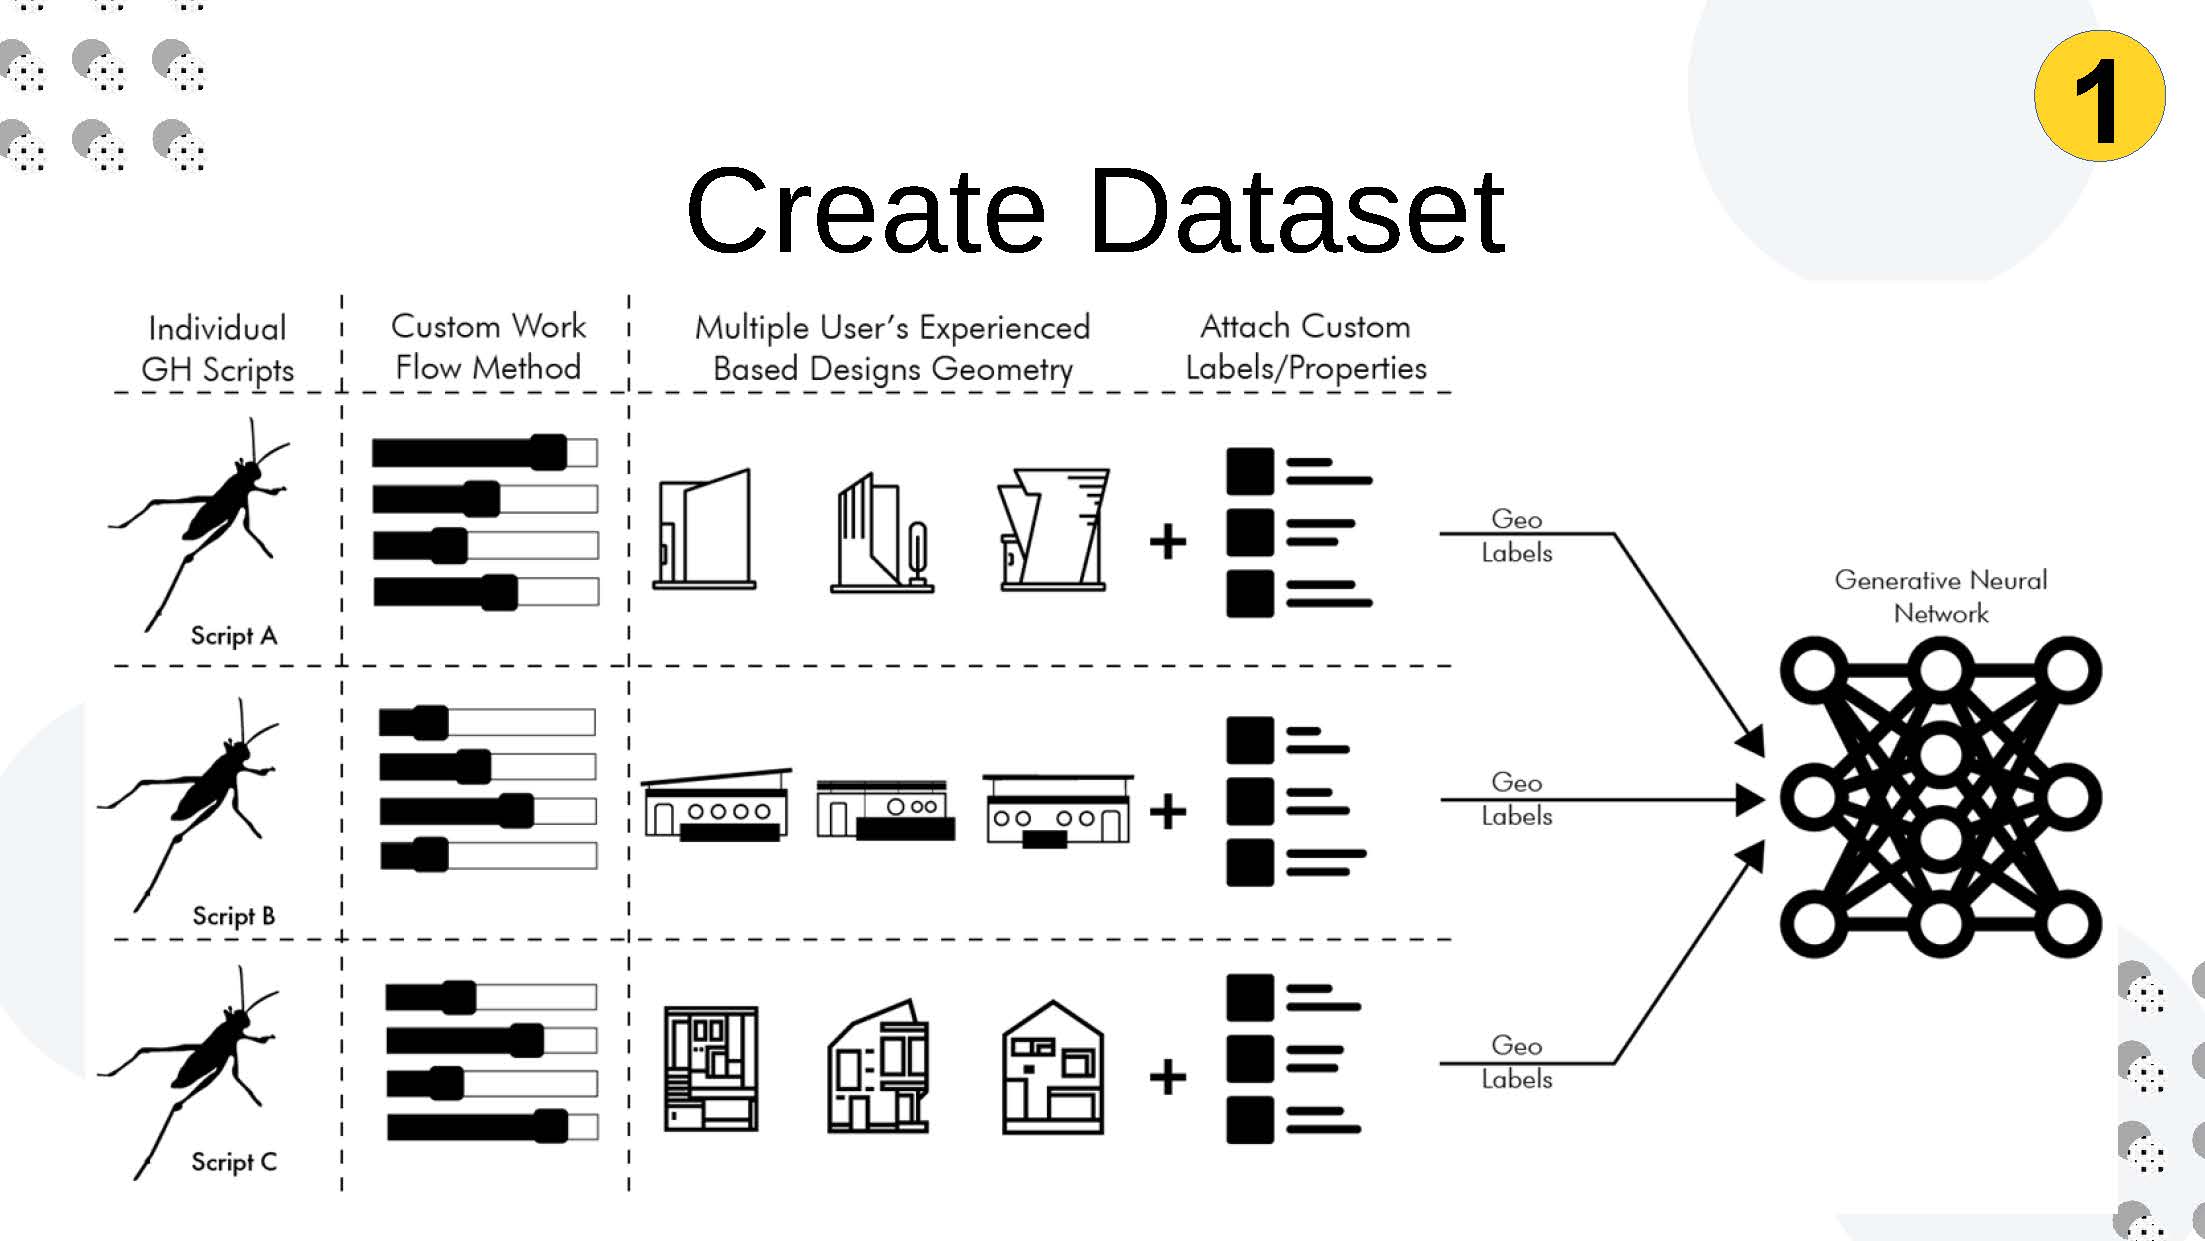 1
Create Dataset
Individual
GH Scripts
Custom Work
Flow Method
Multiple User's Experienced
Based Designs Geometry
Attach Custom
Labels/Properties
Script A
+
Geo
Labels
Generative Neural
Network
Script B
+
Geo
Labels
Script C
+
Geo
Labels